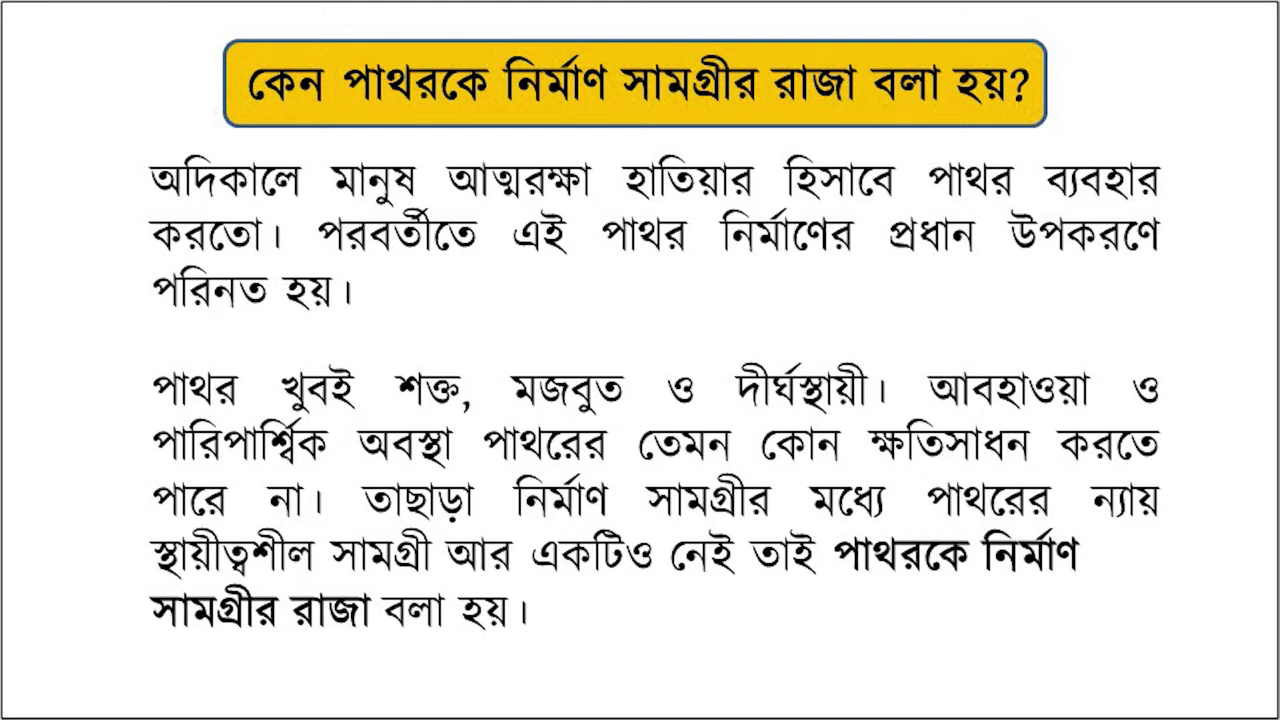 কেন পাথরকে নির্মাণ সামগ্রীর রাজা বলা হয়?
অদিকালে মানুষ আত্মরক্ষা হাতিয়ার হিসাবে পাথর ব্যবহার
করতো। পরবর্তীতে এই পাথর নির্মাণের প্রধান উপকরণে
পরিনত হয়।
পাথর খুবই শক্ত, মজবুত ও দীর্ঘস্থায়ী। আবহাওয়া ও
পারিপার্শ্বিক অবস্থা পাথরের তেমন কোন ক্ষতিসাধন করতে
পারে না। তাছাড়া নির্মাণ সামগ্রীর মধ্যে পাথরের ন্যায়
স্থায়ীত্বশীল সামগ্রী আর একটিও নেই তাই পাথরকে নির্মাণ
সামগ্রীর রাজা বলা হয়।